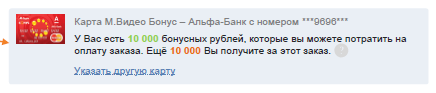 Карта М.Видео Бонус – Альфа-Банк с номером ***9696***
У Вас есть 10 000 бонусных рублей, которые вы можете потратить на
оплату заказа. Ещё 10 000 Вы получите за этот заказ. ?
Указать другую карту